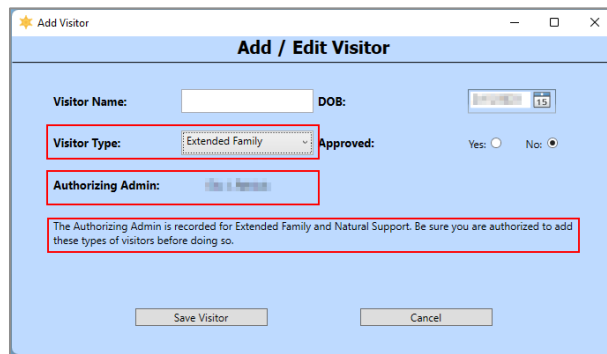 Add Visitor
Add / Edit Visitor
Visitor Name: DOB: 15
Visitor Type: Extended Family Approved: Yes: No:
Authorizing Admin:
The Authorizing Admin is recorded for Extended Family and Natural Support. Be sure you are authorized to add
these types of visitors before doing so.
Save Visitor Cancel